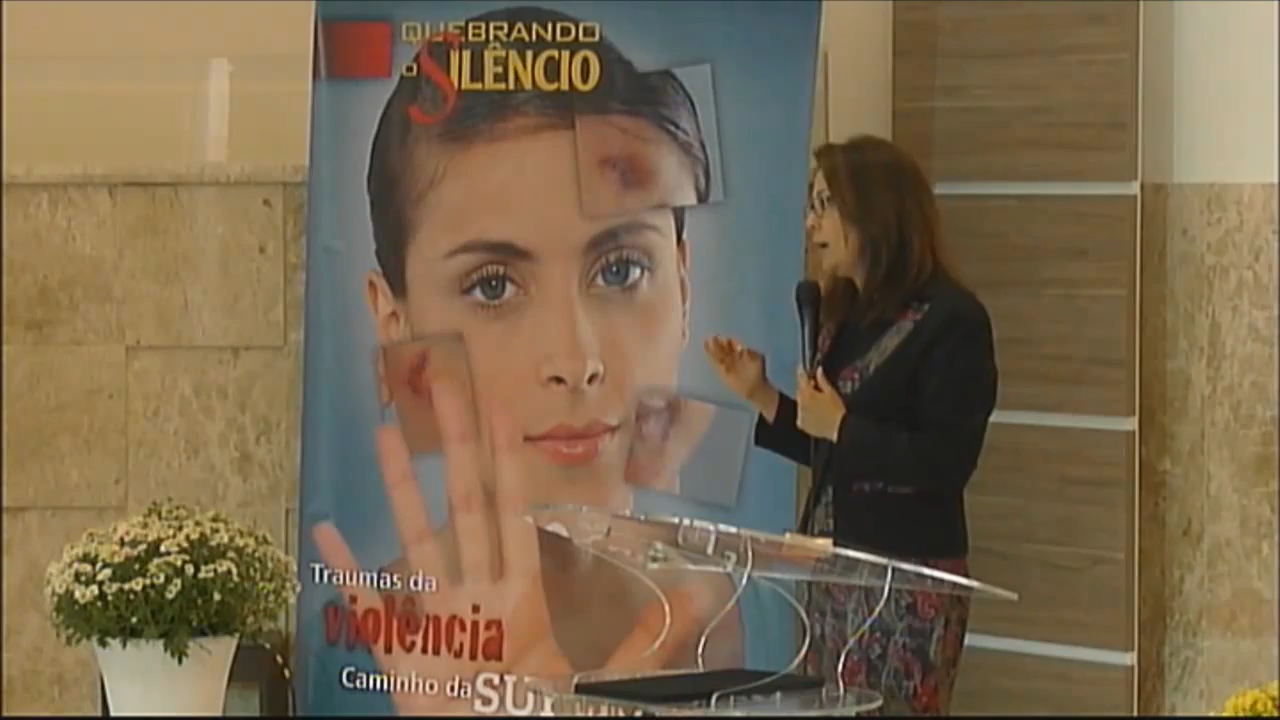 QUEBRANDO
O SILÊNCIO
Traumas da
violência
Caminho da